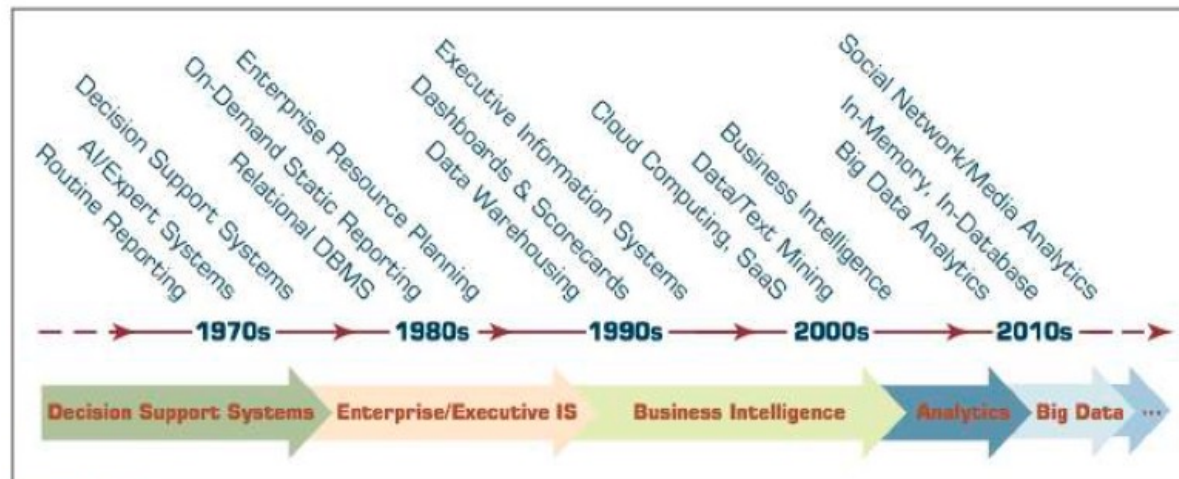 Routine Reporting
AI/Expert Systems
Decision Support Systems
Relational DBMS
On-Demand Static Reporting
Enterprise Resource Planning
Data Warehousing
Dashboards & Scorecards
Executive Information Systems
Cloud Computing, SaaS
Data/Text Mining
Business Intelligence
Big Data Analytics
In-Memory, In-Database
Social Network/Media Analytics
1970s
1980s
1990s
2000s
2010s
Decision Support Systems
Enterprise/Executive IS
Business Intelligence
Analytics
Big Data
...